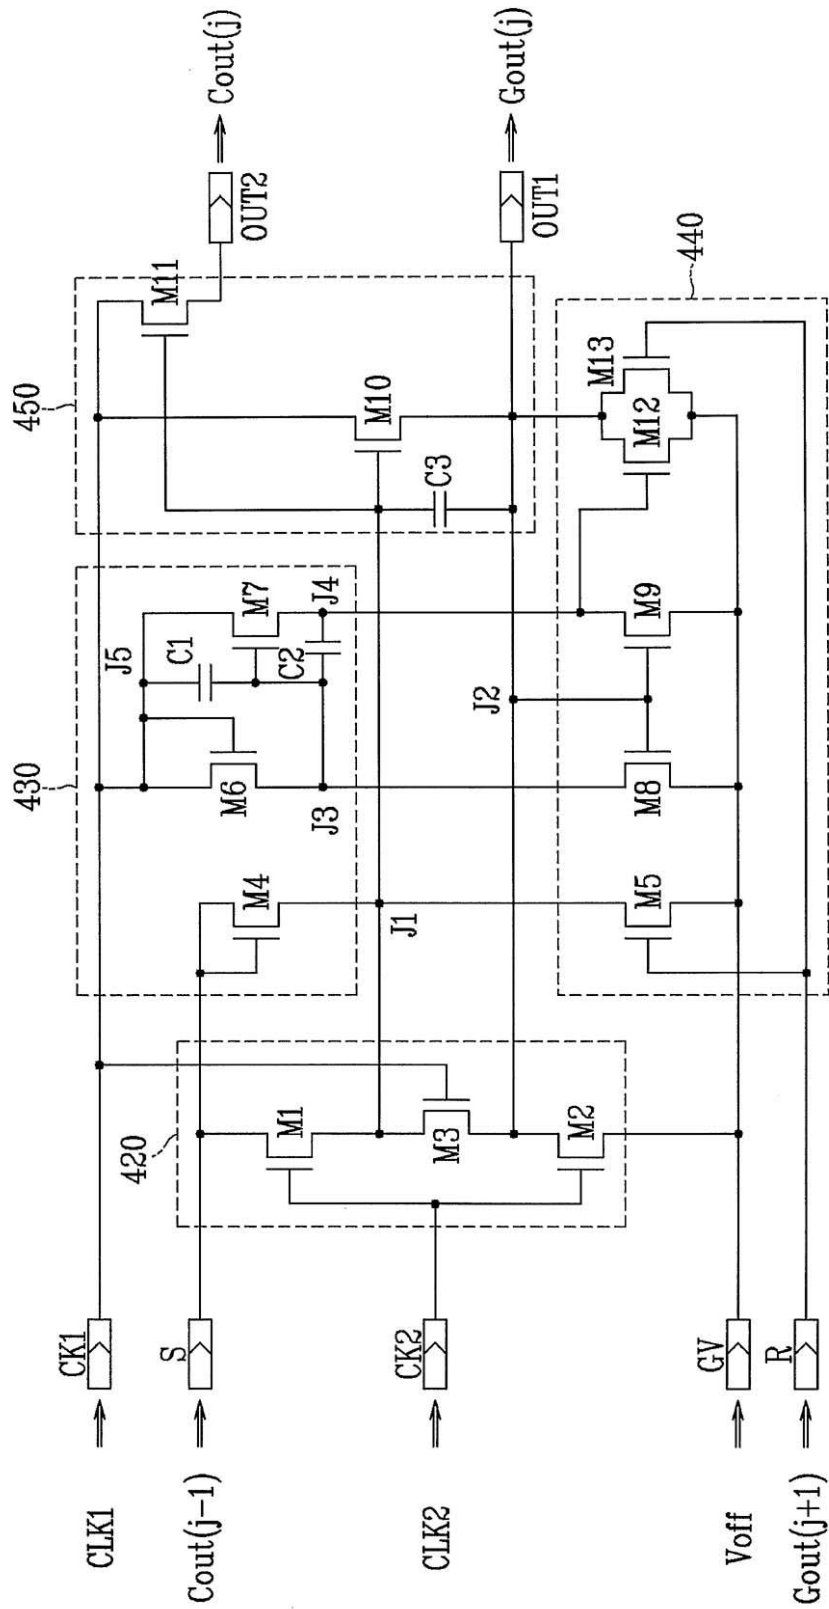 CLK1
Cout(j-1)
CLK2
Voff
Gout(j+1)
CK1
S
CK2
GV
R
420
M1
M3
M2
430
M4
M6
M7
C1
C2
J5
J4
J3
J1
J2
450
M11
M10
C3
440
M5
M8
M9
M12
M13
OUT2
Cout(j)
OUT1
Gout(j)